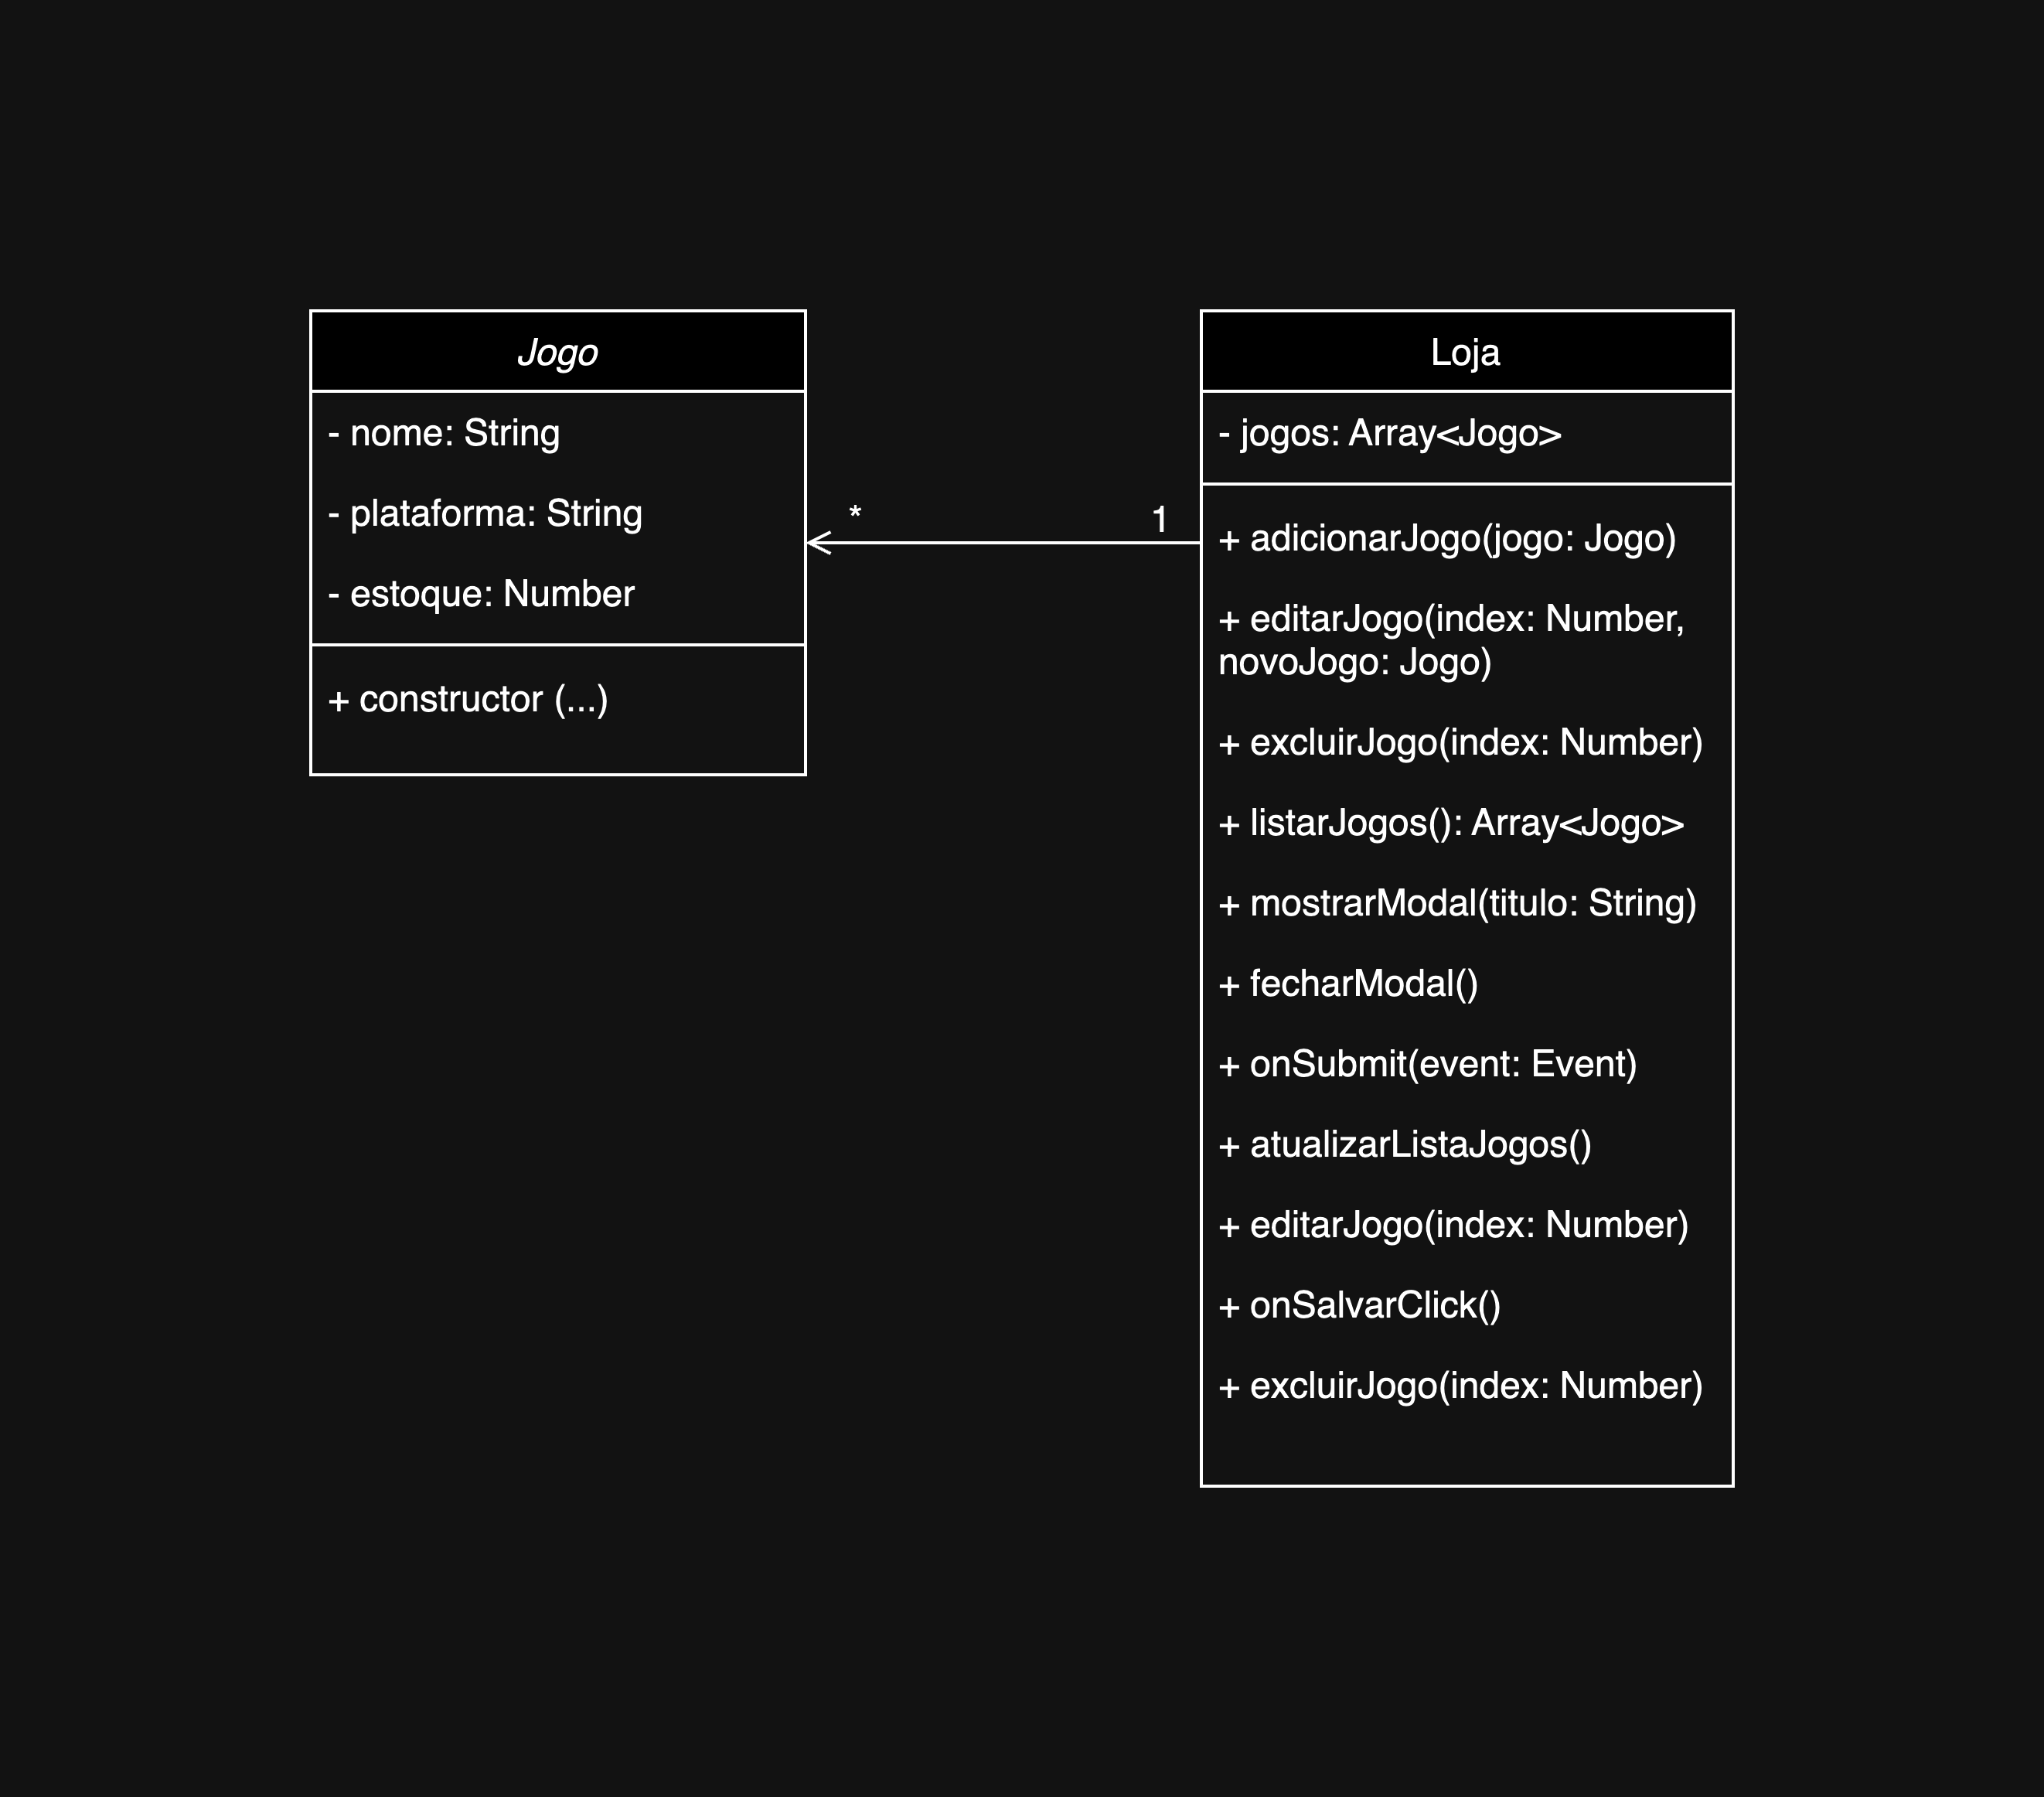 Jogo
- nome: String
- plataforma: String
- estoque: Number
+ constructor (...)
*
1
Loja
- jogos: Array<Jogo>
+ adicionarJogo(jogo: Jogo)
+ editarJogo(index: Number,
novoJogo: Jogo)
+ excluirJogo(index: Number)
+ listarJogos(): Array<Jogo>
+ mostrarModal(titulo: String)
+ fecharModal()
+ onSubmit(event: Event)
+ atualizarListaJogos()
+ editarJogo(index: Number)
+ onSalvarClick()
+ excluirJogo(index: Number)